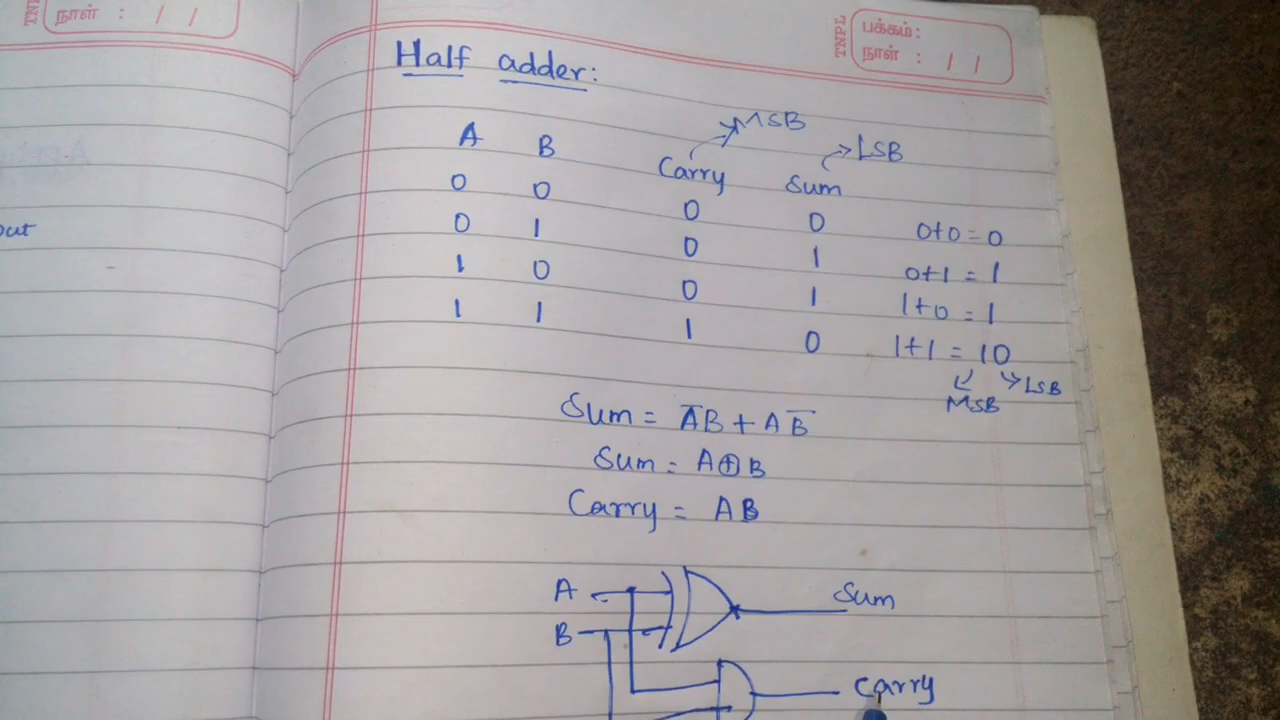 நாள் : / /
TNPL
பக்கம் :
நாள் : / /
out
Half adder:
MSB
LSB
A B Carry Sum
0 0 0 0 0+0 = 0
0 1 0 1 0+1 = 1
1 0 0 1 1+0 = 1
1 1 1 0 1+1 = 10
MSB LSB
Sum = A̅B + AB̅
Sum = A⊕B
Carry = AB
A
Sum
B
Carry